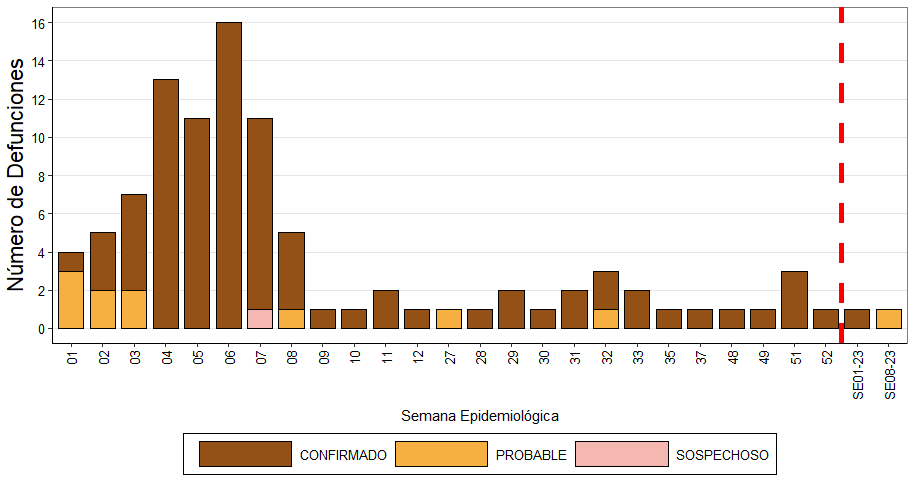 Número de Defunciones
16
14
12
10
8
6
4
2
0
01 02 03 04 05 06 07 08 09 10 11 12 27 28 29 30 31 32 33 35 37 48 49 51 52 SE01-23 SE08-23
Semana Epidemiológica
CONFIRMADO PROBABLE SOSPECHOSO